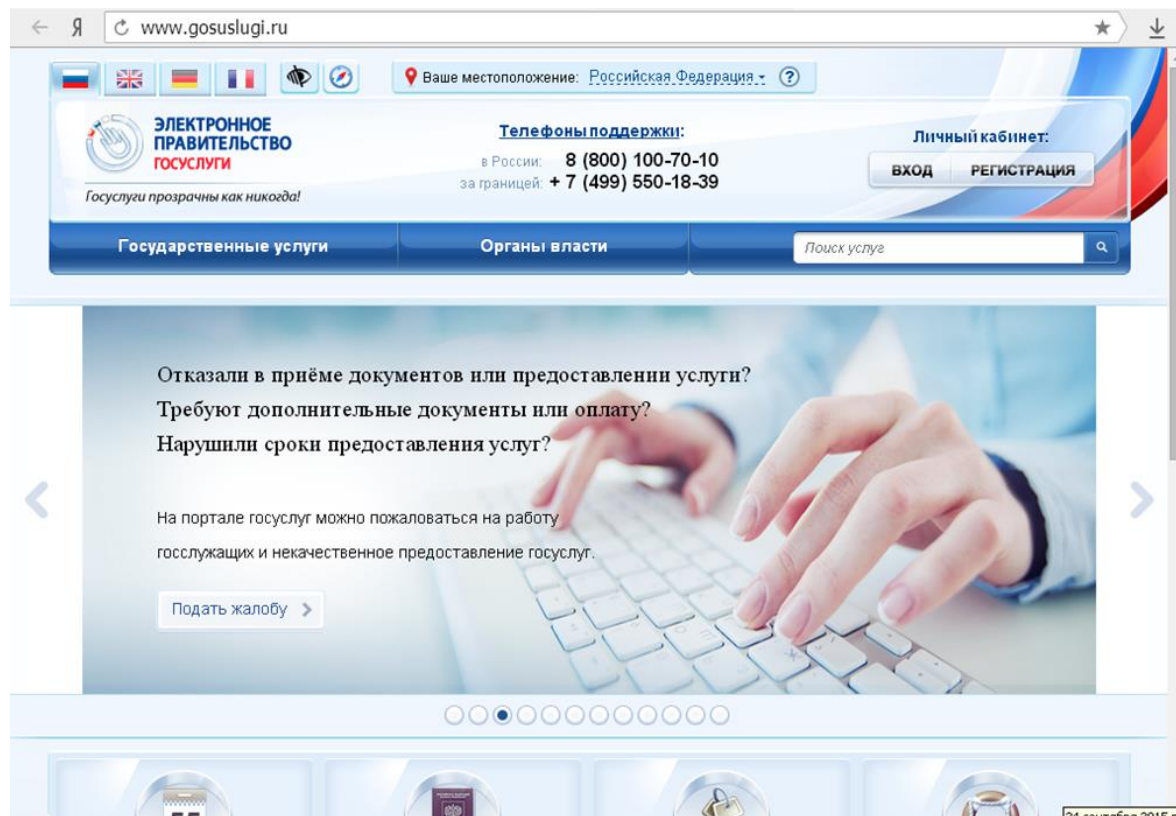 Я www.gosuslugi.ru
Ваше местоположение: Российская Федерация ?
ЭЛЕКТРОННОЕ
ПРАВИТЕЛЬСТВО
ГОСУСЛУГИ
Госуслуги прозрачны как никогда!
Телефоны поддержки:
в России: 8 (800) 100-70-10
за границей: + 7 (499) 550-18-39
Личный кабинет:
ВХОД РЕГИСТРАЦИЯ
Государственные услуги Органы власти Поиск услуг
Отказали в приёме документов или предоставлении услуги?
Требуют дополнительные документы или оплату?
Нарушили сроки предоставления услуг?
На портале госуслуг можно пожаловаться на работу
госслужащих и некачественное предоставление госуслуг.
Подать жалобу